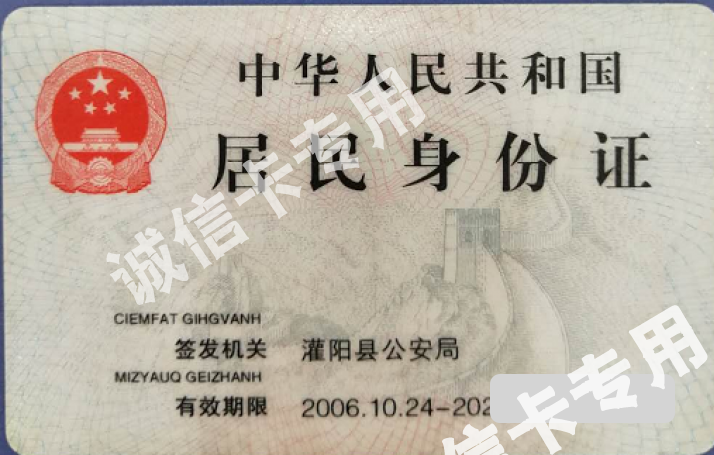 中华人民共和国
居民身份证
诚信卡专用
CIEMFAT GIHGVANH
签发机关 灌阳县公安局
MIZYAUQ GEIZHANH
有效期限 2006.10.24-202
信卡专用